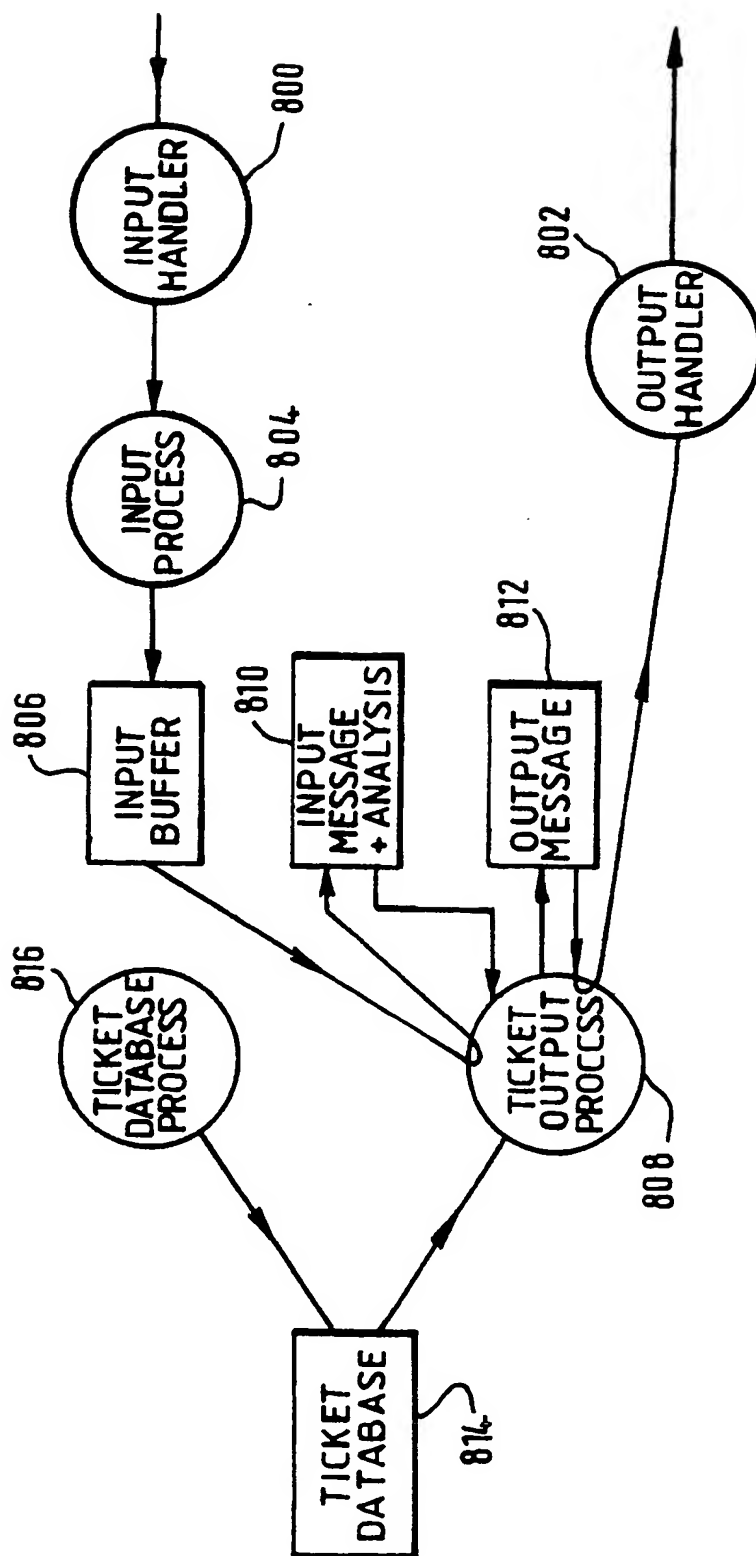 816
TICKET
DATABASE
PROCESS
806
INPUT
BUFFER
INPUT
PROCESS
804
INPUT
HANDLER
800
TICKET
DATABASE
814
810
INPUT
MESSAGE
+ ANALYSIS
TICKET
OUTPUT
PROCCSS
808
812
OUTPUT
MESSAGE
802
OUTPUT
HANDLER